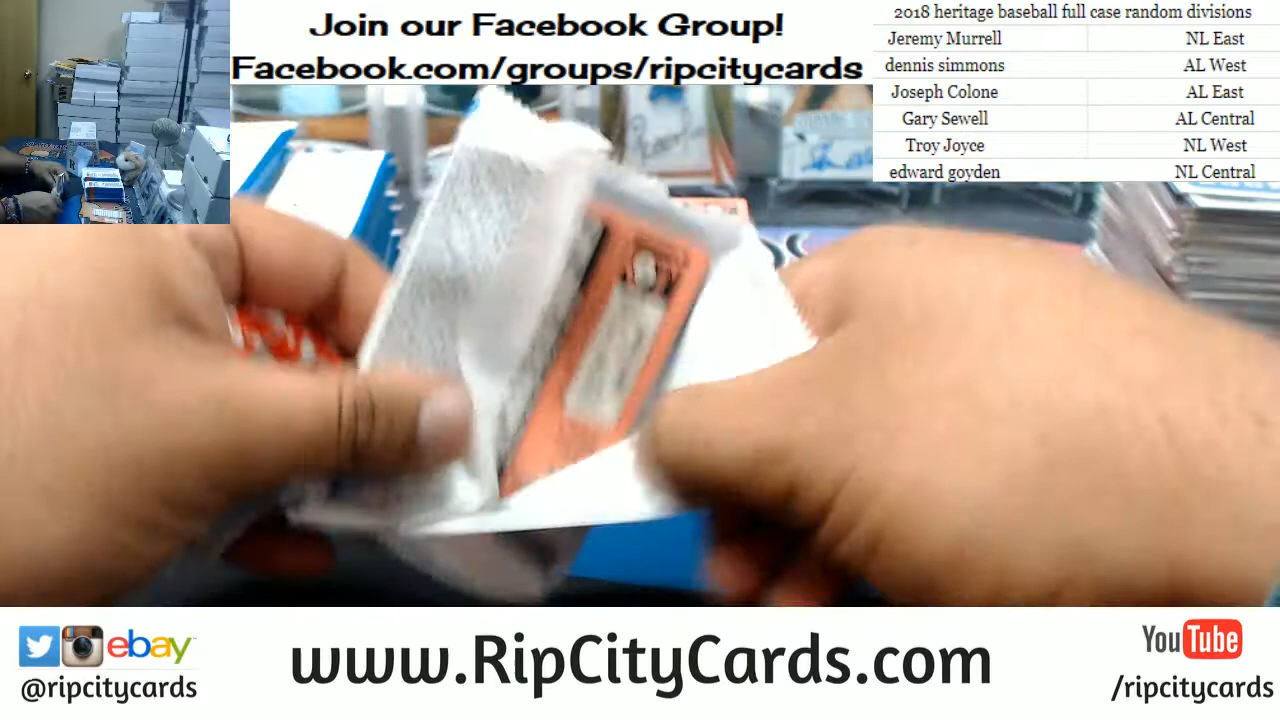 Join our Facebook Group!
Facebook.com/groups/ripcitycards
2018 heritage baseball full case random divisions
Jeremy Murrell NL East
dennis simmons AL West
Joseph Colone AL East
Gary Sewell AL Central
Troy Joyce NL West
edward goyden NL Central
ebay
@ripcitycards
www.RipCityCards.com
YouTube
/ripcitycards